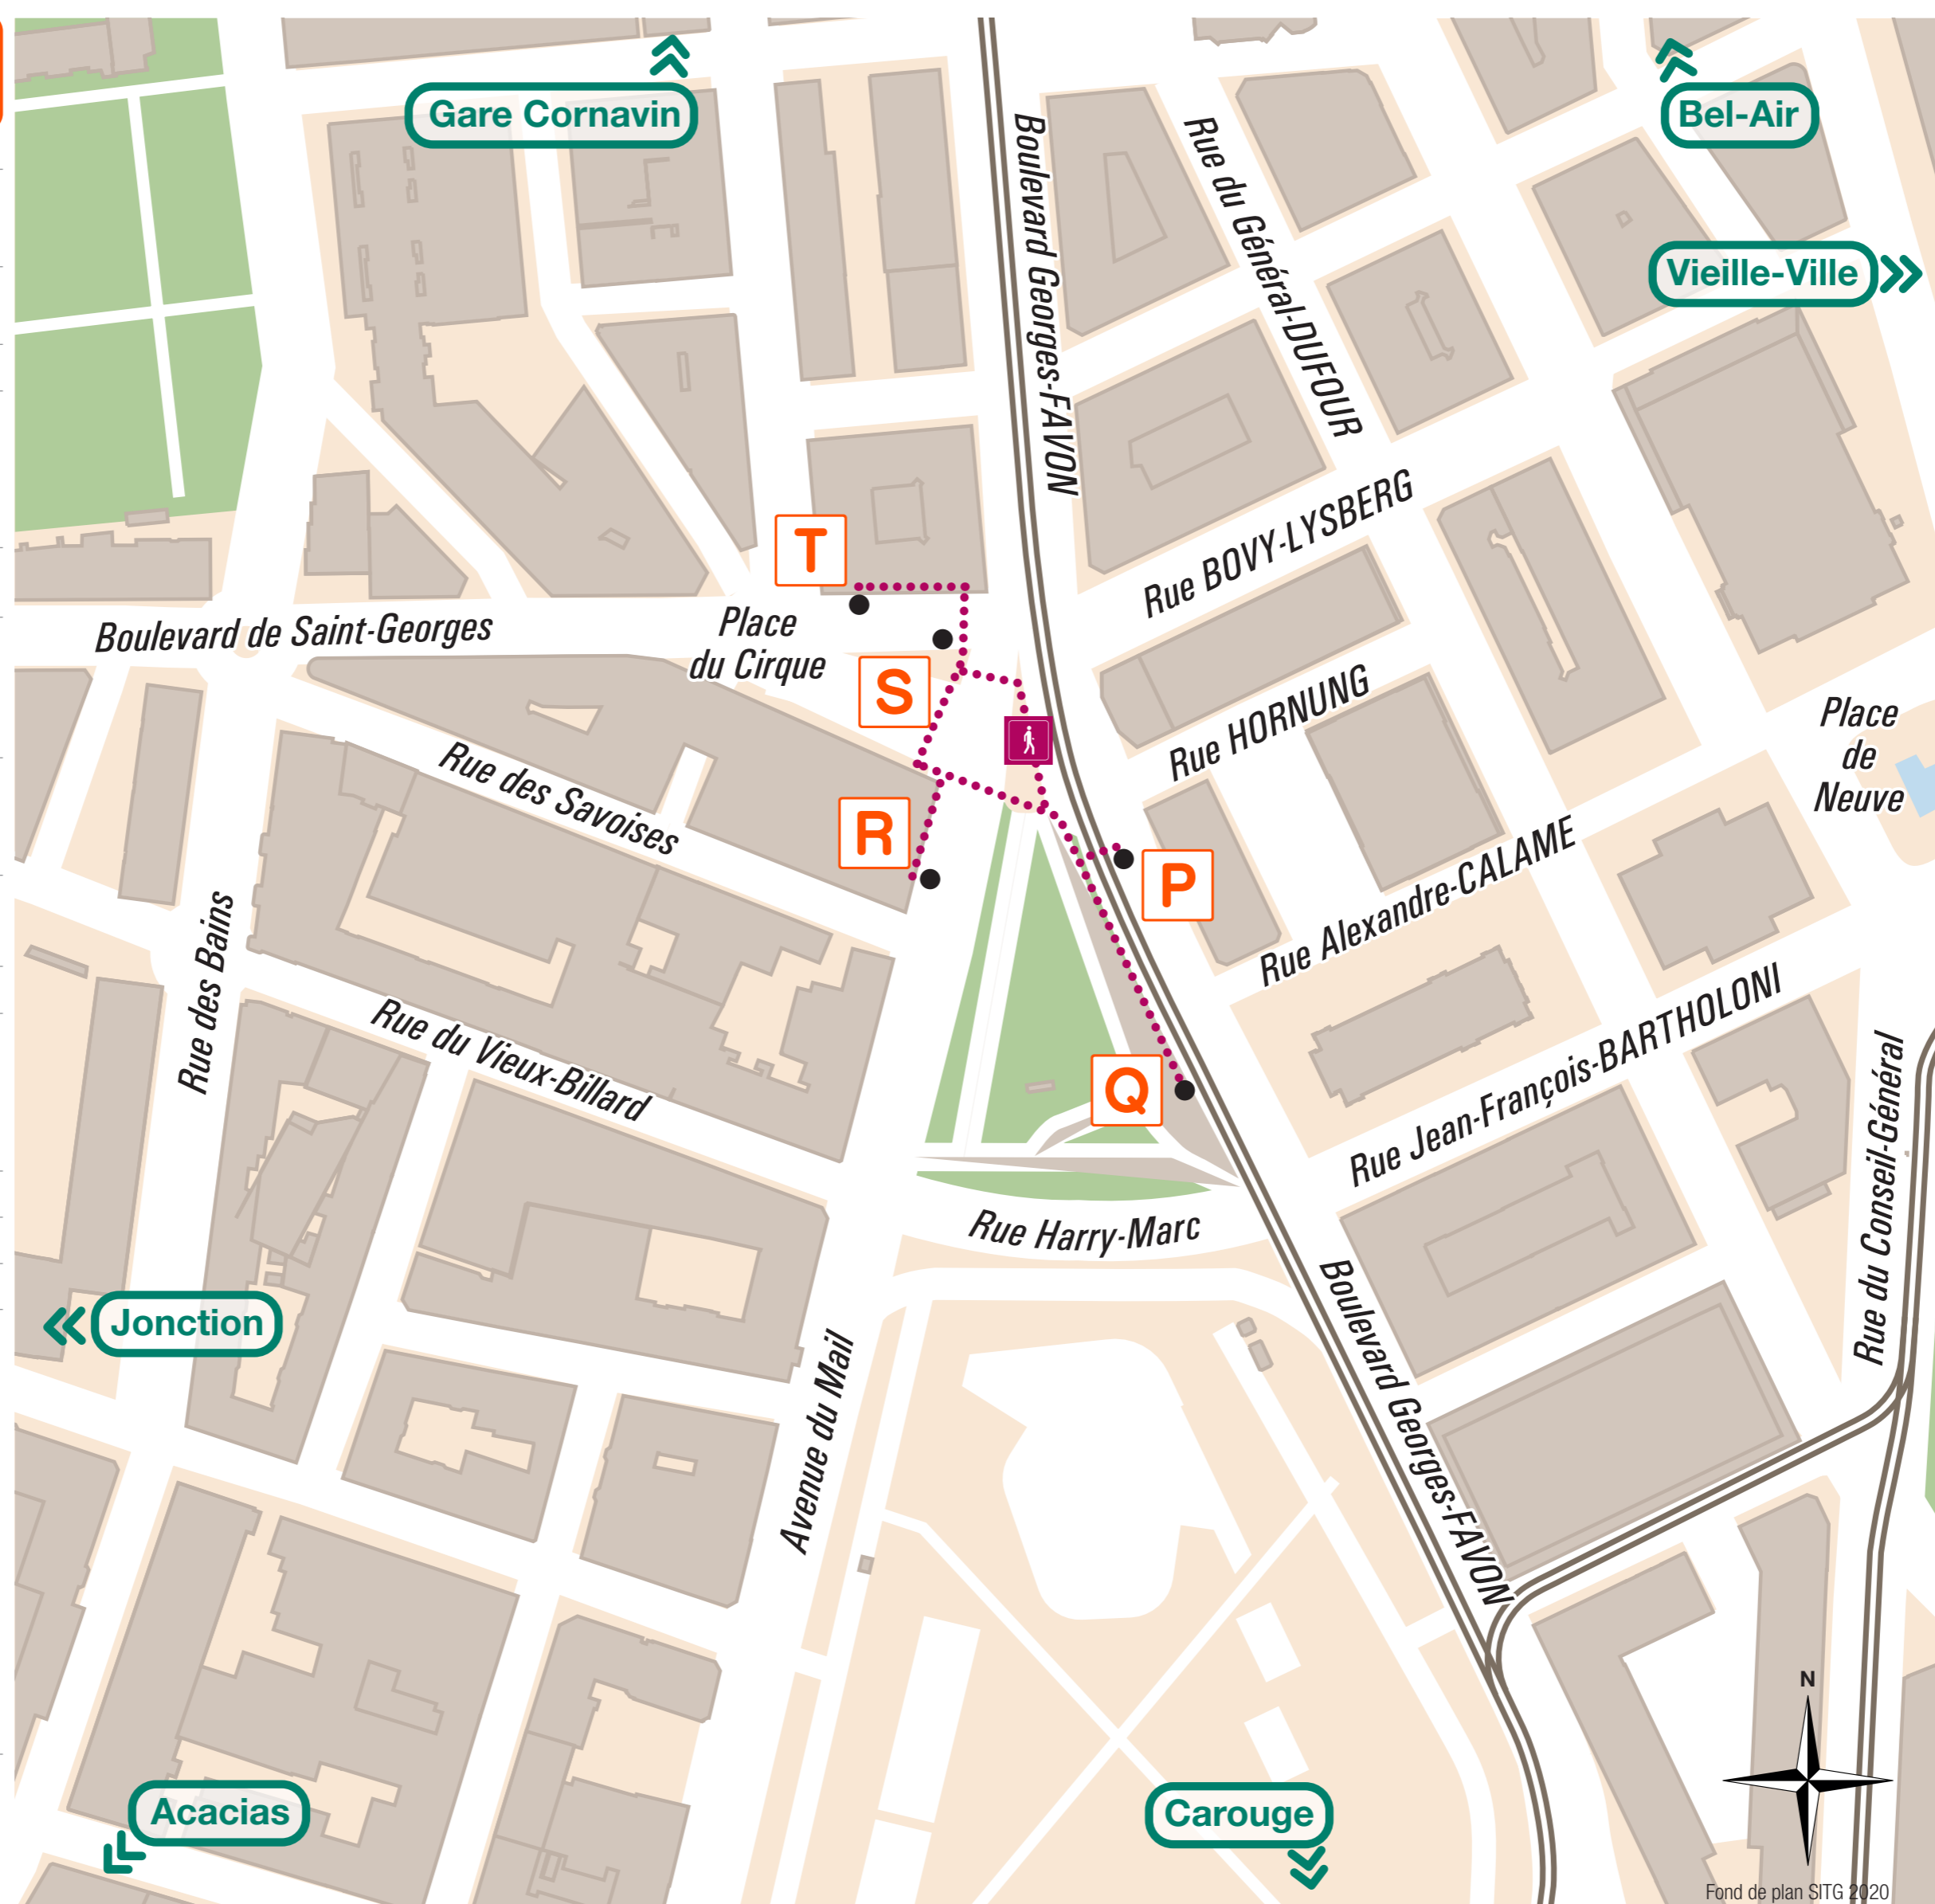 Gare Cornavin
Bel-Air
Boulevard Georges-FAVON
Rue du Général-DUFOUR
Vieille-Ville
Rue BOVY-LYSBERG
T
Boulevard de Saint-Georges
Place
du Cirque
S
Rue HORNUNG
Place
de
Neuve
Rue des Savoises
R
P
Rue Alexandre-CALAME
Rue des Bains
Rue du Vieux-Billard
Q
Rue Jean-François-BARTHOLONI
Rue du Conseil-Général
Rue Harry-Marc
Jonction
Avenue du Mail
Boulevard Georges-FAVON
N
Acacias
Carouge
Fond de plan SITG 2020